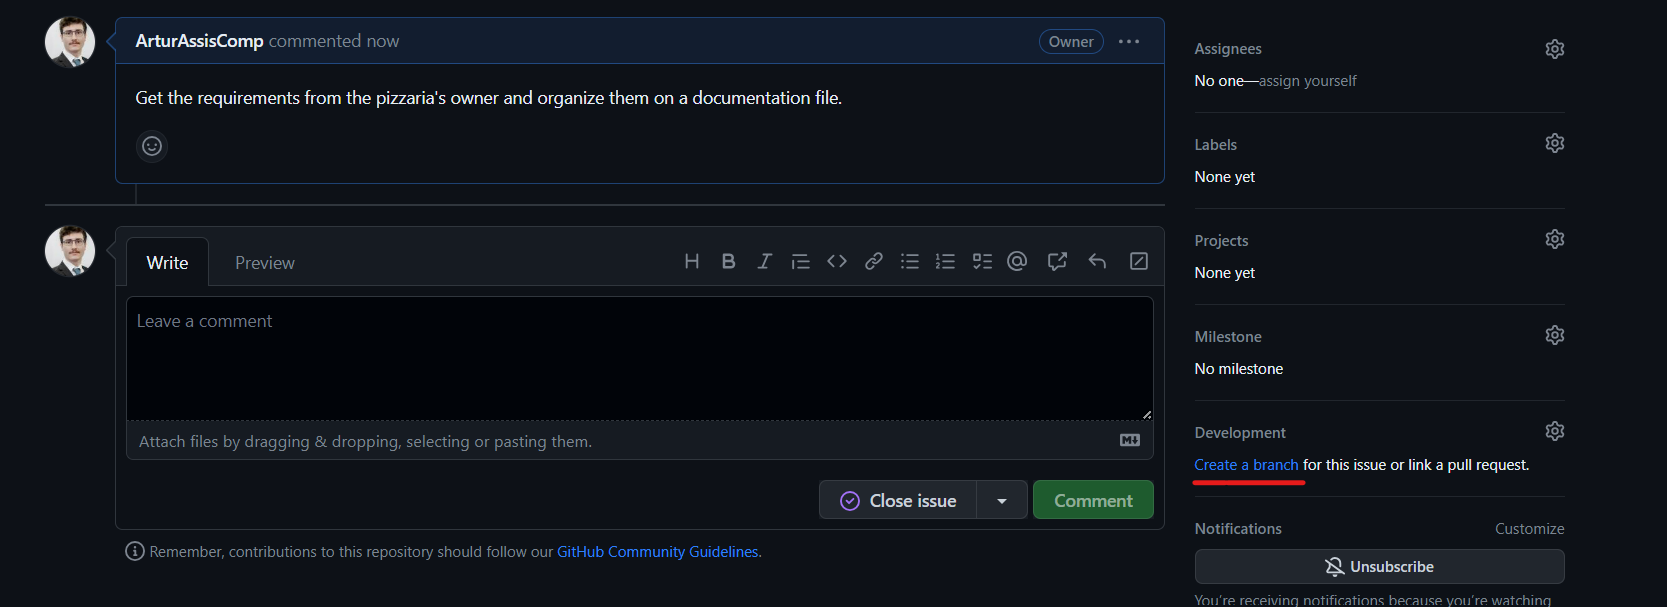 ArturAssisComp commented now
Owner
Get the requirements from the pizzaria's owner and organize them on a documentation file.
Write
Preview
Leave a comment
Attach files by dragging & dropping, selecting or pasting them.
Close issue
Comment
Remember, contributions to this repository should follow our GitHub Community Guidelines.
Assignees
No one—assign yourself
Labels
None yet
Projects
None yet
Milestone
No milestone
Development
Create a branch for this issue or link a pull request.
Notifications
Customize
Unsubscribe
You're receiving notifications because you're watching